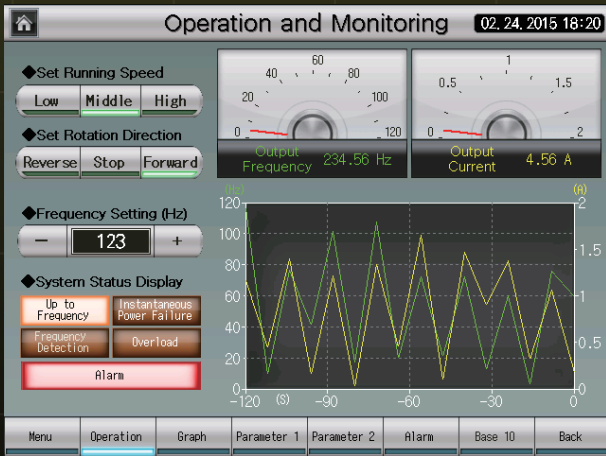 Operation and Monitoring
02. 24. 2015 18:20
◆Set Running Speed
Low Middle High
◆Set Rotation Direction
Reverse Stop Forward
◆Frequency Setting (Hz)
− 123 +
◆System Status Display
Up to
Frequency
Instantaneous
Power Failure
Frequency
Detection
Overload
Alarm
0 20 40 60 80 100 120
Output
Frequency
234.56 Hz
0 0.5 1 1.5 2
Output
Current
4.56 A
(Hz)
(A)
120
100
80
60
40
20
0
2
1.5
1
0.5
0
-120 (S) -90 -60 -30 0
Menu Operation Graph Parameter 1 Parameter 2 Alarm Base 10 Back